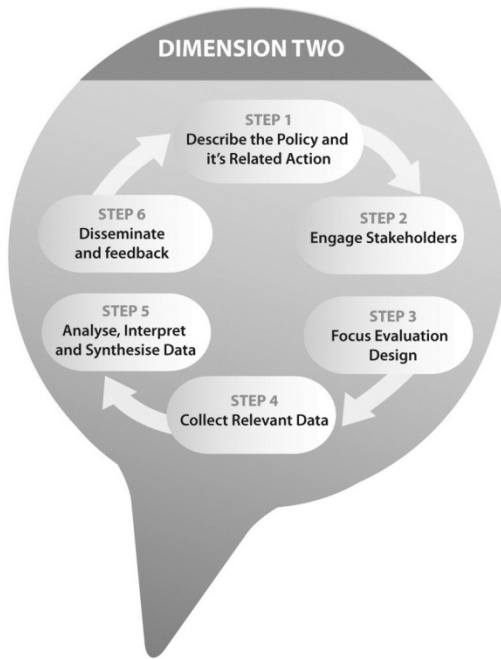 DIMENSION TWO
STEP 1
Describe the Policy and
it's Related Action
STEP 2
Engage Stakeholders
STEP 3
Focus Evaluation
Design
STEP 4
Collect Relevant Data
STEP 5
Analyse, Interpret
and Synthesise Data
STEP 6
Disseminate
and feedback